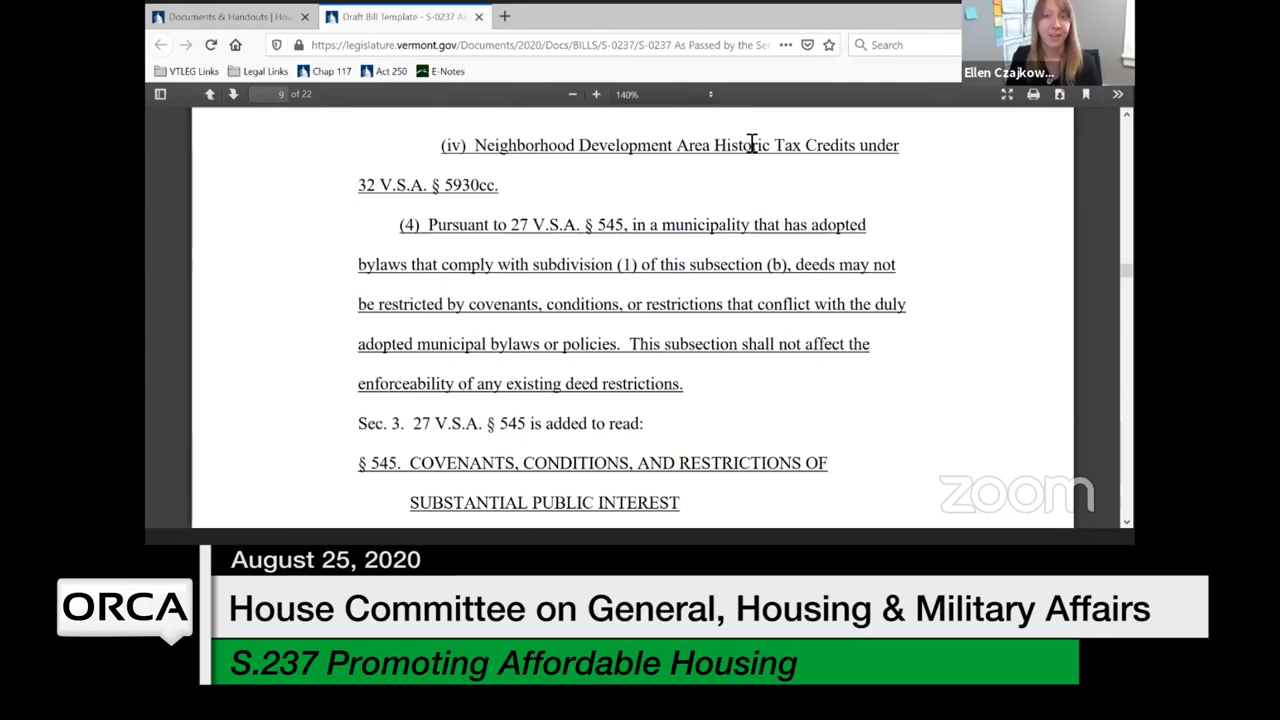 Documents & Handouts | Hou
Draft Bill Template - S-0237 As
https://legislature.vermont.gov/Documents/2020/Docs/BILLS/S-0237/S-0237 As Passed by the Ser
Search
VTLEG Links
Legal Links
Chap 117
Act 250
E-Notes
Ellen Czajkow...
9 of 22
140%
(iv) Neighborhood Development Area Historic Tax Credits under
32 V.S.A. § 5930cc.
(4) Pursuant to 27 V.S.A. § 545, in a municipality that has adopted
bylaws that comply with subdivision (1) of this subsection (b), deeds may not
be restricted by covenants, conditions, or restrictions that conflict with the duly
adopted municipal bylaws or policies. This subsection shall not affect the
enforceability of any existing deed restrictions.
Sec. 3. 27 V.S.A. § 545 is added to read:
§ 545. COVENANTS, CONDITIONS, AND RESTRICTIONS OF
SUBSTANTIAL PUBLIC INTEREST
zoom
August 25, 2020
ORCA
House Committee on General, Housing & Military Affairs
S.237 Promoting Affordable Housing